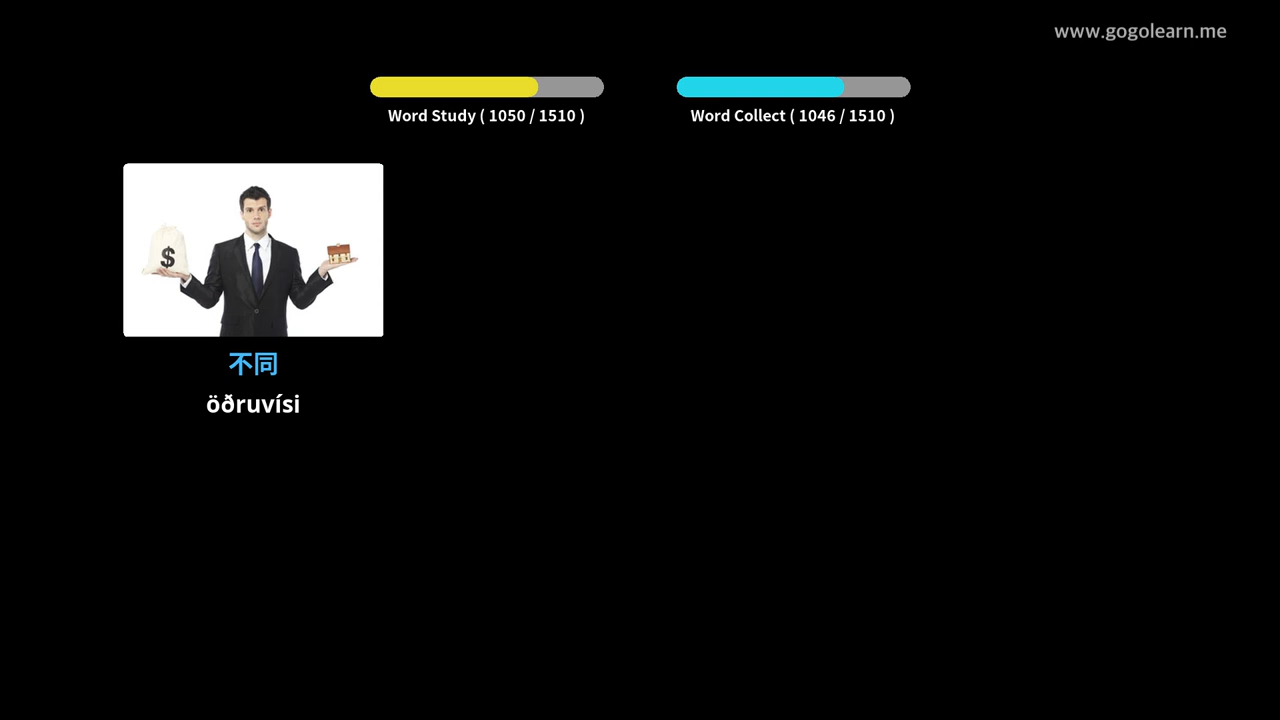 www.gogolearn.me
Word Study ( 1050 / 1510 )
Word Collect ( 1046 / 1510 )
$
不同
öðruvísi